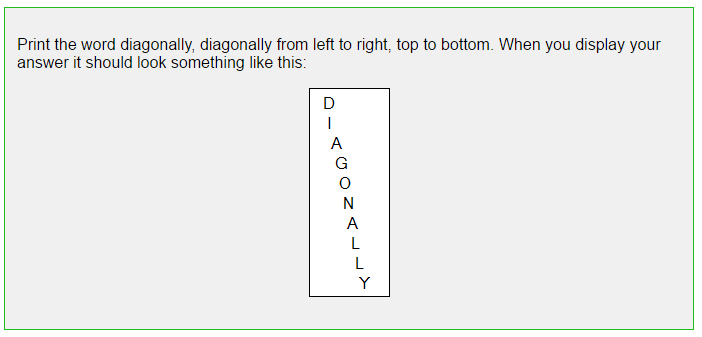 Print the word diagonally, diagonally from left to right, top to bottom. When you display your
answer it should look something like this:
D
I
A
G
O
N
A
L
L
Y